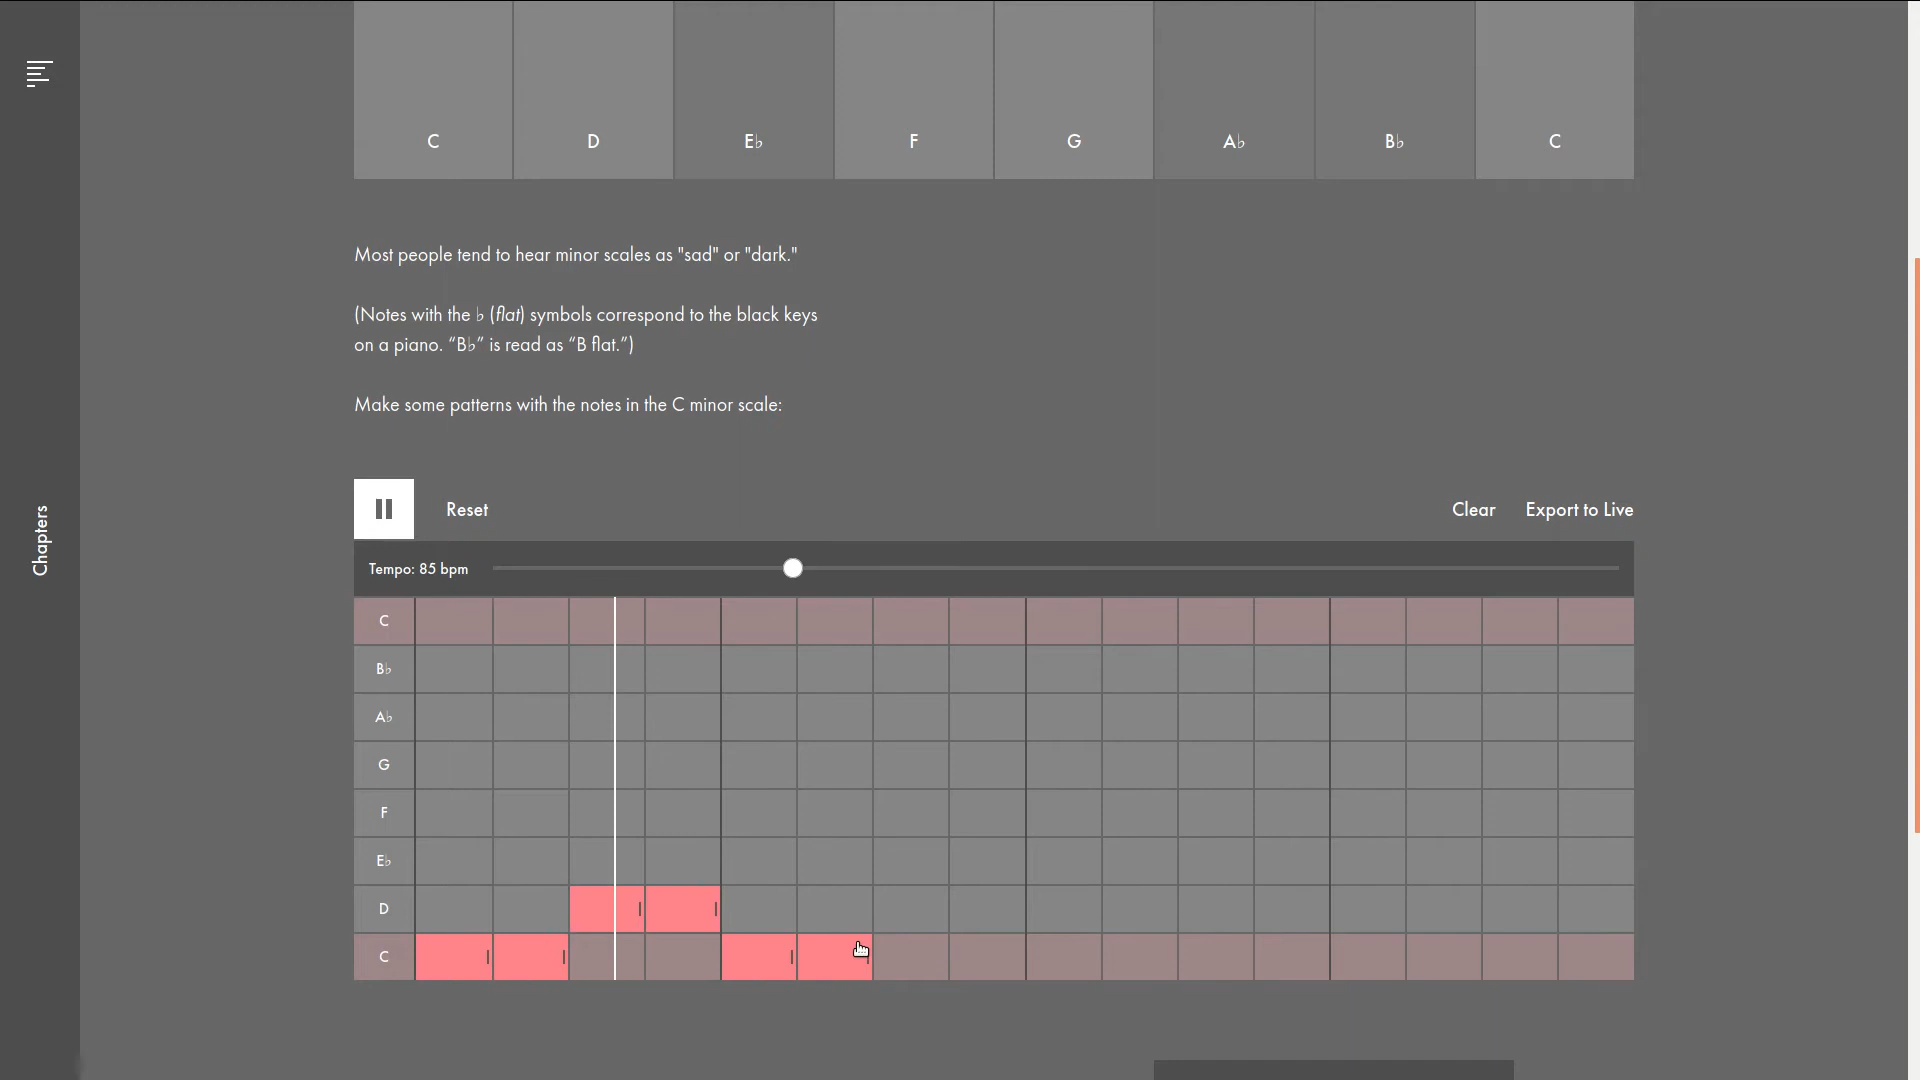 C D E♭ F G A♭ B♭ C
Most people tend to hear minor scales as "sad" or "dark."
(Notes with the ♭ (flat) symbols correspond to the black keys
on a piano. “B♭” is read as “B flat.”)
Make some patterns with the notes in the C minor scale:
Reset Clear Export to Live
Chapters
Tempo: 85 bpm
C
B♭
A♭
G
F
E♭
D
C